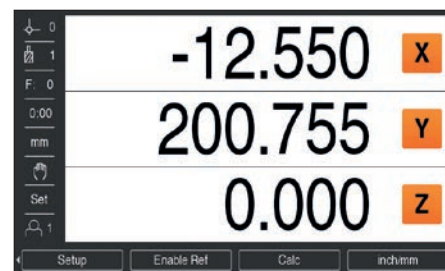 0
1
F: 0
0:00
mm
Set
1
-12.550 X
200.755 Y
0.000 Z
Setup Enable Ref Calc inch/mm